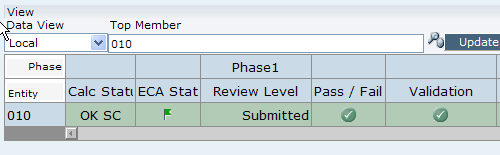 View
Data View Top Member
Local 010 Update
Phase Phase1
Entity Calc Statu ECA Stat Review Level Pass / Fail Validation
010 OK SC Submitted